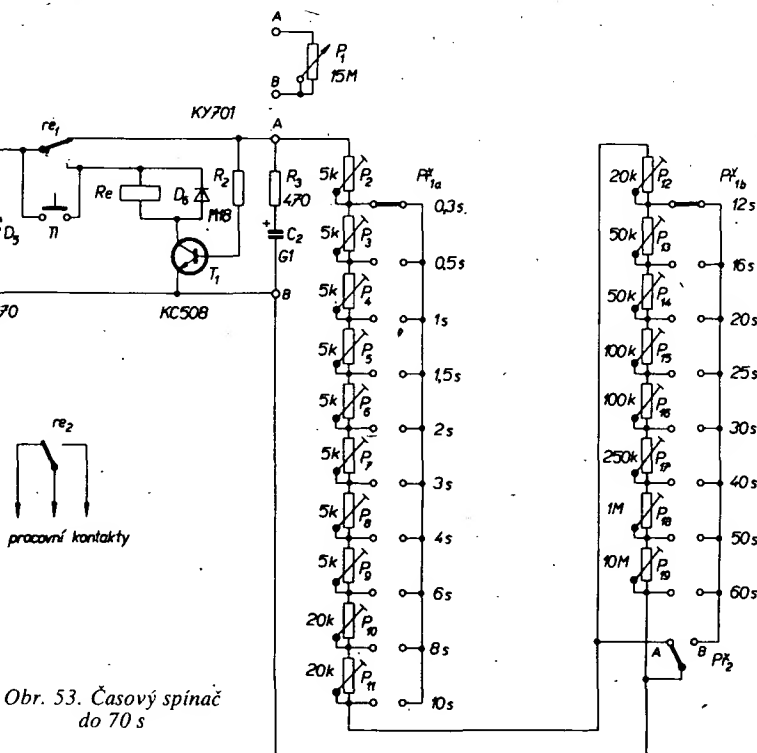 A
P₁
15M
B
KY701
A
re₁
Re
D₆
R₂
M18
R₃
470
5k
P₂
Př₁ₐ
0,3s
20k
P₁₂
Př₁b
12s
D₅
Tl
+
C₂
G1
T₁
5k
P₃
0,5s
50k
P₁₃
16s
B
70
KC508
5k
P₄
1s
50k
P₁₄
20s
5k
P₅
1,5s
100k
P₁₅
25s
re₂
5k
P₆
2s
100k
P₁₆
30s
5k
P₇
3s
250k
P₁₇
40s
pracovní kontakty
5k
P₈
4s
1M
P₁₈
50s
5k
P₉
6s
10M
P₁₉
60s
20k
P₁₀
8s
A
B
Př₂
20k
P₁₁
10s
Obr. 53. Časový spínač
do 70 s